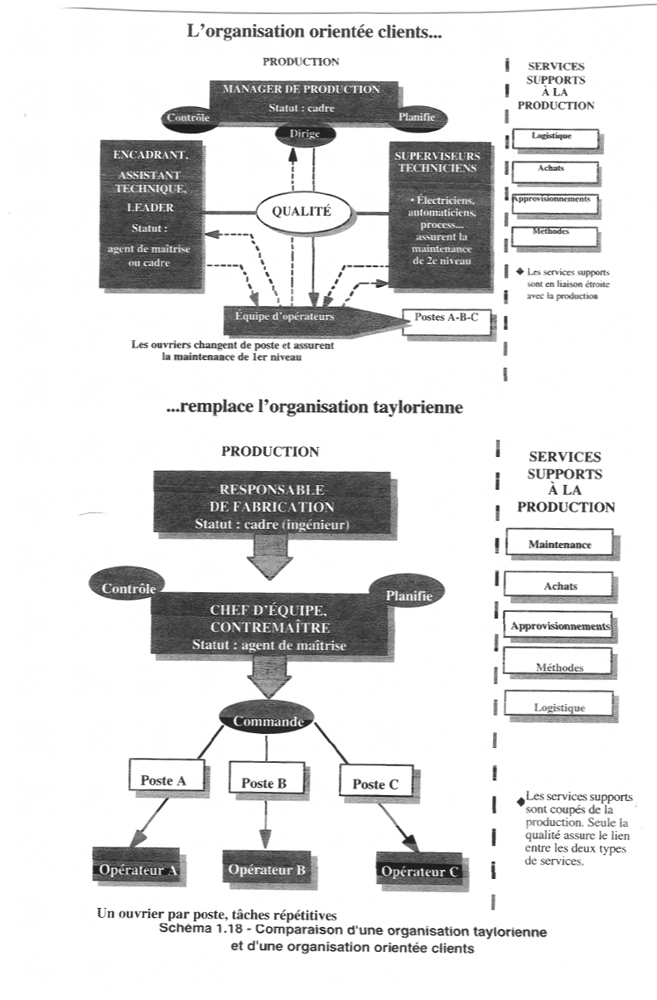 L'organisation orientée clients...
PRODUCTION
MANAGER DE PRODUCTION
Statut : cadre
Contrôle
Planifie
Dirige
ENCADRANT,
ASSISTANT
TECHNIQUE,
LEADER
Statut :
agent de maîtrise
ou cadre
QUALITÉ
SUPERVISEURS
TECHNICIENS
• Électriciens,
automaticiens,
process...
assurent la
maintenance
de 2e niveau
Équipe d'opérateurs
Postes A-B-C
Les ouvriers changent de poste et assurent
la maintenance de 1er niveau
SERVICES
SUPPORTS
À LA
PRODUCTION
Logistique
Achats
Approvisionnements
Méthodes
◆ Les services supports
sont en liaison étroite
avec la production
...remplace l'organisation taylorienne
PRODUCTION
RESPONSABLE
DE FABRICATION
Statut : cadre (ingénieur)
Contrôle
Planifie
CHEF D'ÉQUIPE,
CONTREMAÎTRE
Statut : agent de maîtrise
Commande
Poste A
Poste B
Poste C
Opérateur A
Opérateur B
Opérateur C
Un ouvrier par poste, tâches répétitives
SERVICES
SUPPORTS
À LA
PRODUCTION
Maintenance
Achats
Approvisionnements
Méthodes
Logistique
◆ Les services supports
sont coupés de la
production. Seule la
qualité assure le lien
entre les deux types
de services.
Schéma 1.18 - Comparaison d'une organisation taylorienne
et d'une organisation orientée clients